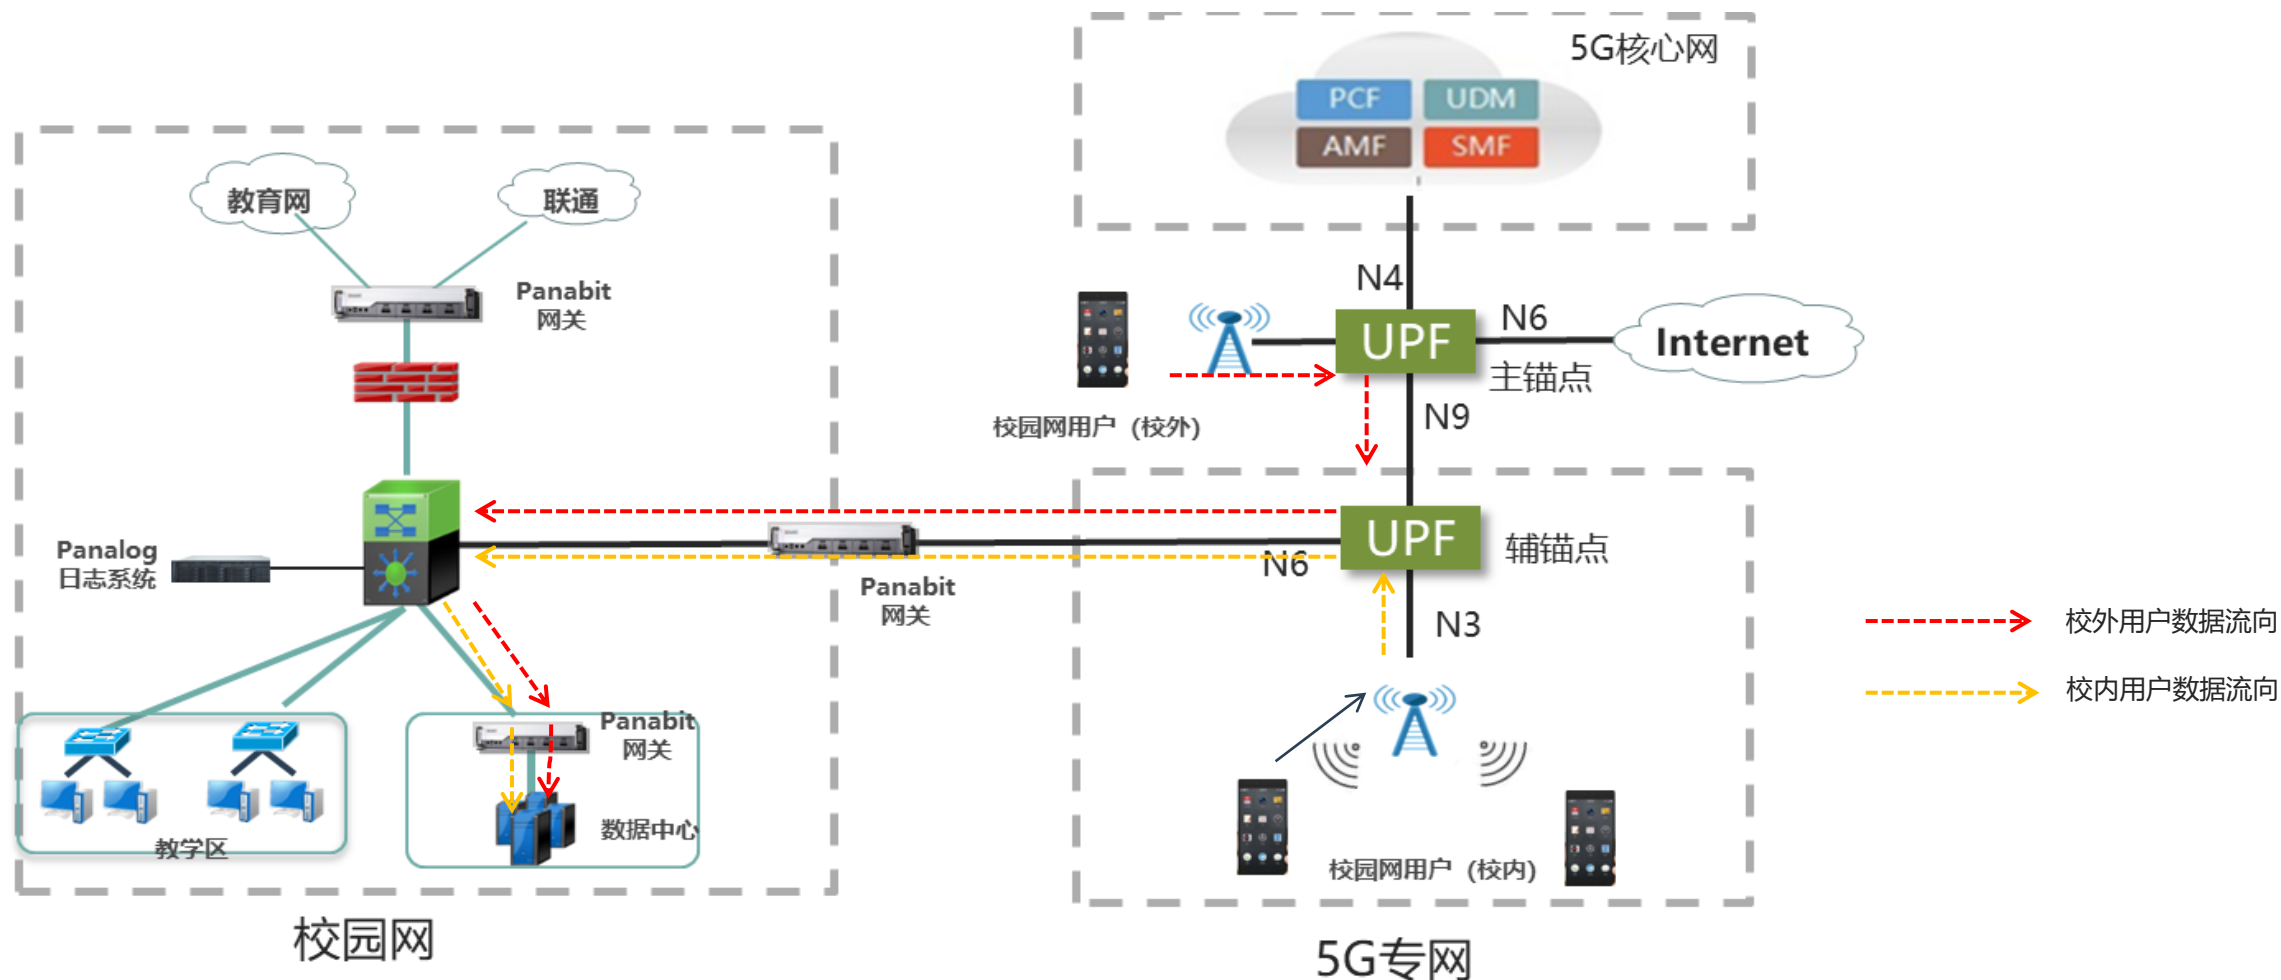 5G核心网
PCF
UDM
AMF
SMF
教育网
联通
Panabit
网关
N4
N6
UPF
Internet
主锚点
校园网用户（校外）
N9
UPF
辅锚点
Panalog
日志系统
N6
Panabit
网关
N3
校外用户数据流向
校内用户数据流向
Panabit
网关
数据中心
教学区
校园网用户（校内）
校园网
5G专网